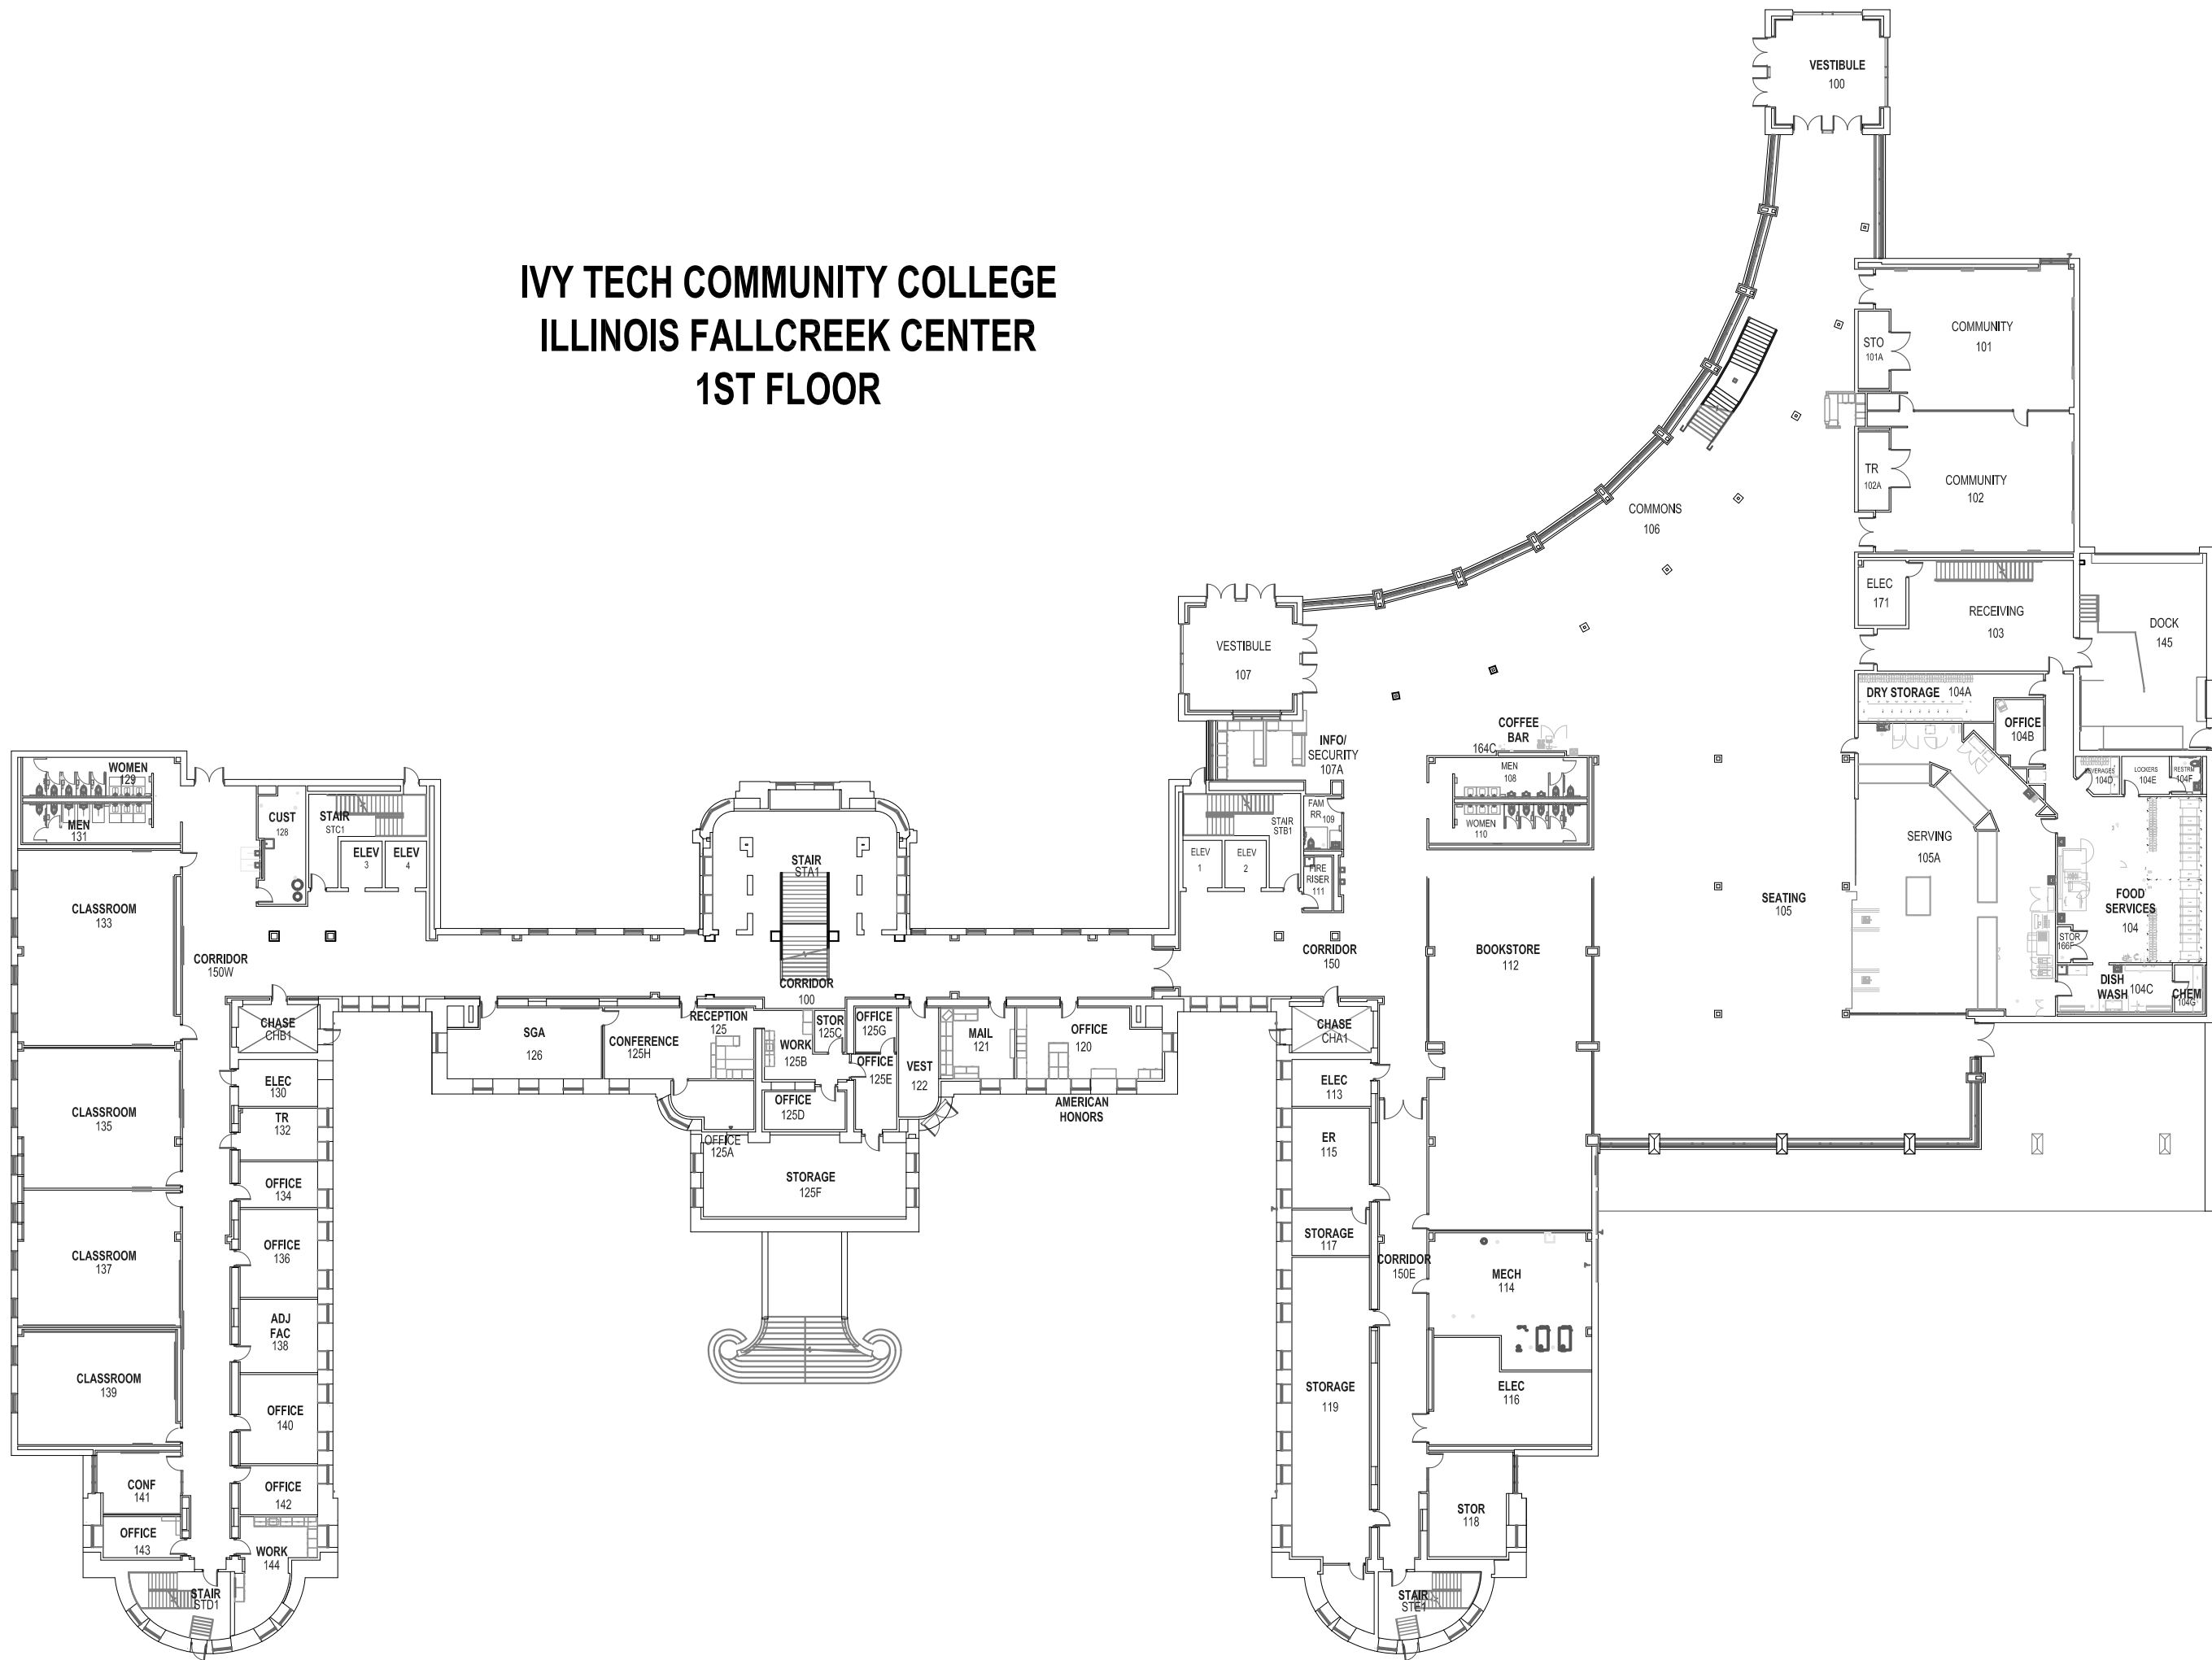 IVY TECH COMMUNITY COLLEGE
ILLINOIS FALLCREEK CENTER
1ST FLOOR
VESTIBULE
100
COMMUNITY
101
STO
101A
COMMUNITY
102
TR
102A
COMMONS
106
ELEC
171
RECEIVING
103
DOCK
145
VESTIBULE
107
DRY STORAGE 104A
OFFICE
104B
INFO/
SECURITY
107A
COFFEE
BAR
164C
MEN
108
WOMEN
110
FAM
RR 109
FIRE
RISER
111
STAIR
STB1
ELEV
1
ELEV
2
104D
LOCKERS
104E
RESTRM
104F
SERVING
105A
SEATING
105
FOOD
SERVICES
104
STOR
166F
DISH
WASH
104C
CHEM
104G
WOMEN
129
MEN
131
CUST
128
STAIR
STC1
ELEV
3
ELEV
4
STAIR
STA1
CLASSROOM
133
CORRIDOR
150W
CORRIDOR
100
CORRIDOR
150
BOOKSTORE
112
CHASE
CHB1
SGA
126
CONFERENCE
125H
RECEPTION
125
WORK
125B
STOR
125C
OFFICE
125G
OFFICE
125E
VEST
122
MAIL
121
OFFICE
120
AMERICAN
HONORS
OFFICE
125D
OFFICE
125A
STORAGE
125F
CHASE
CHA1
ELEC
113
ER
115
STORAGE
117
CORRIDOR
150E
MECH
114
STORAGE
119
ELEC
116
STOR
118
STAIR
STE1
ELEC
130
TR
132
CLASSROOM
135
OFFICE
134
CLASSROOM
137
OFFICE
136
ADJ
FAC
138
CLASSROOM
139
OFFICE
140
CONF
141
OFFICE
142
OFFICE
143
WORK
144
STAIR
STD1